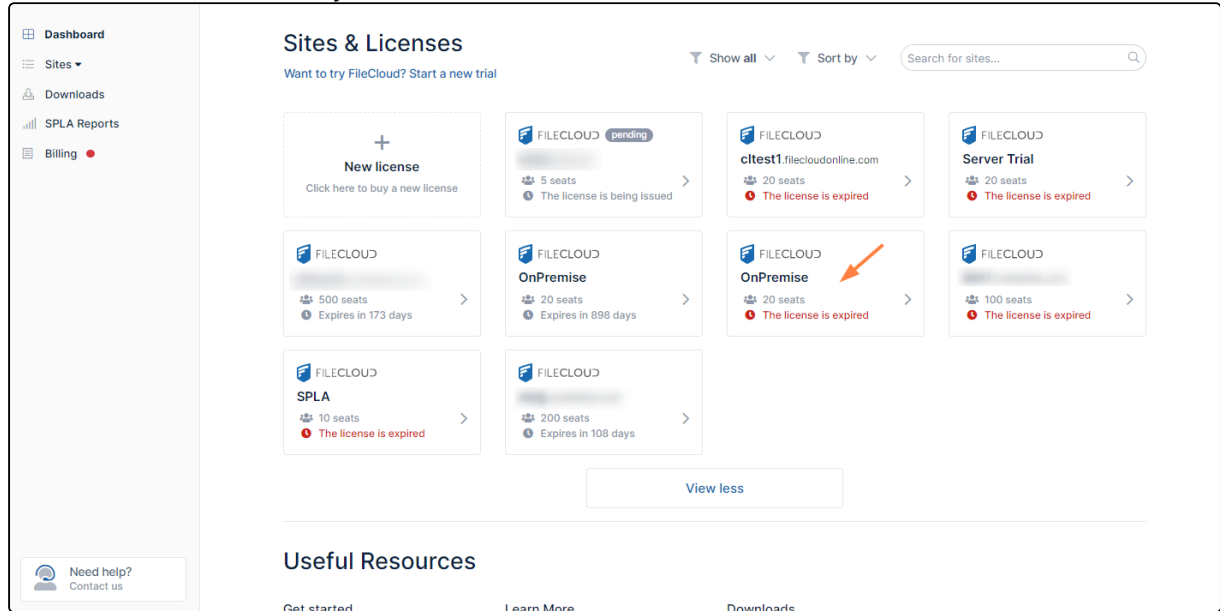 Dashboard
Sites
Downloads
SPLA Reports
Billing
Sites & Licenses
Want to try FileCloud? Start a new trial
Show all
Sort by
Search for sites...
+
New license
Click here to buy a new license
FILECLOUD pending
5 seats
The license is being issued
FILECLOUD
cltest1.filecloudonline.com
20 seats
The license is expired
FILECLOUD
Server Trial
20 seats
The license is expired
FILECLOUD
500 seats
Expires in 173 days
FILECLOUD
OnPremise
20 seats
Expires in 898 days
FILECLOUD
OnPremise
20 seats
The license is expired
FILECLOUD
100 seats
The license is expired
FILECLOUD
SPLA
10 seats
The license is expired
FILECLOUD
200 seats
Expires in 108 days
View less
Useful Resources
Get started
Learn More
Downloads
Need help?
Contact us